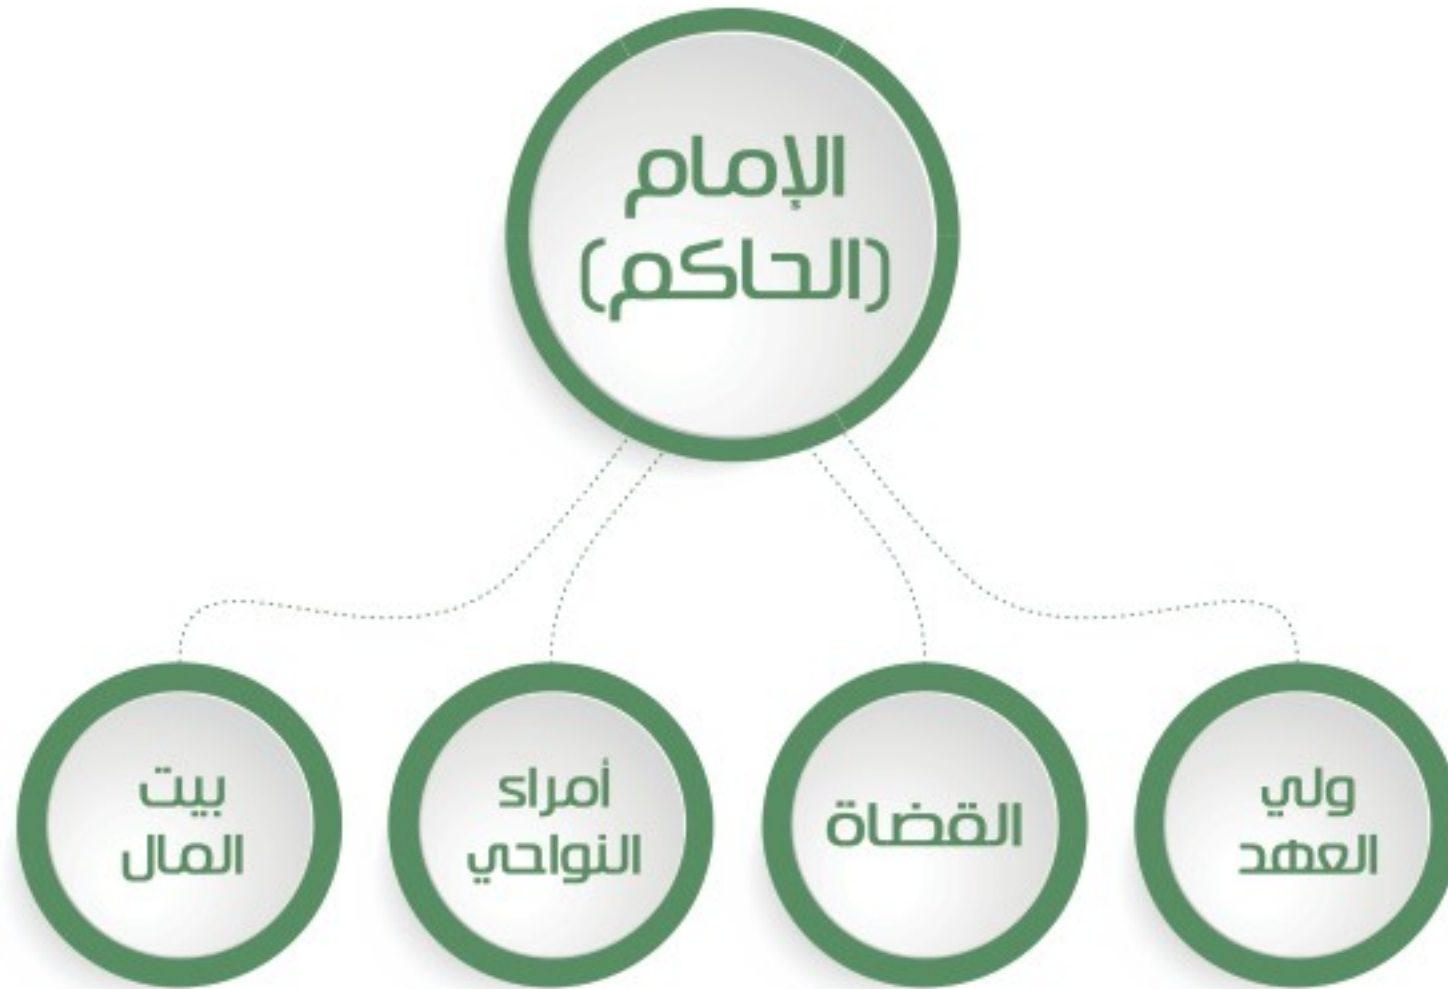 الإمام
(الحاكم)
ولي
العهد
القضاة
أمراء
النواحي
بيت
المال